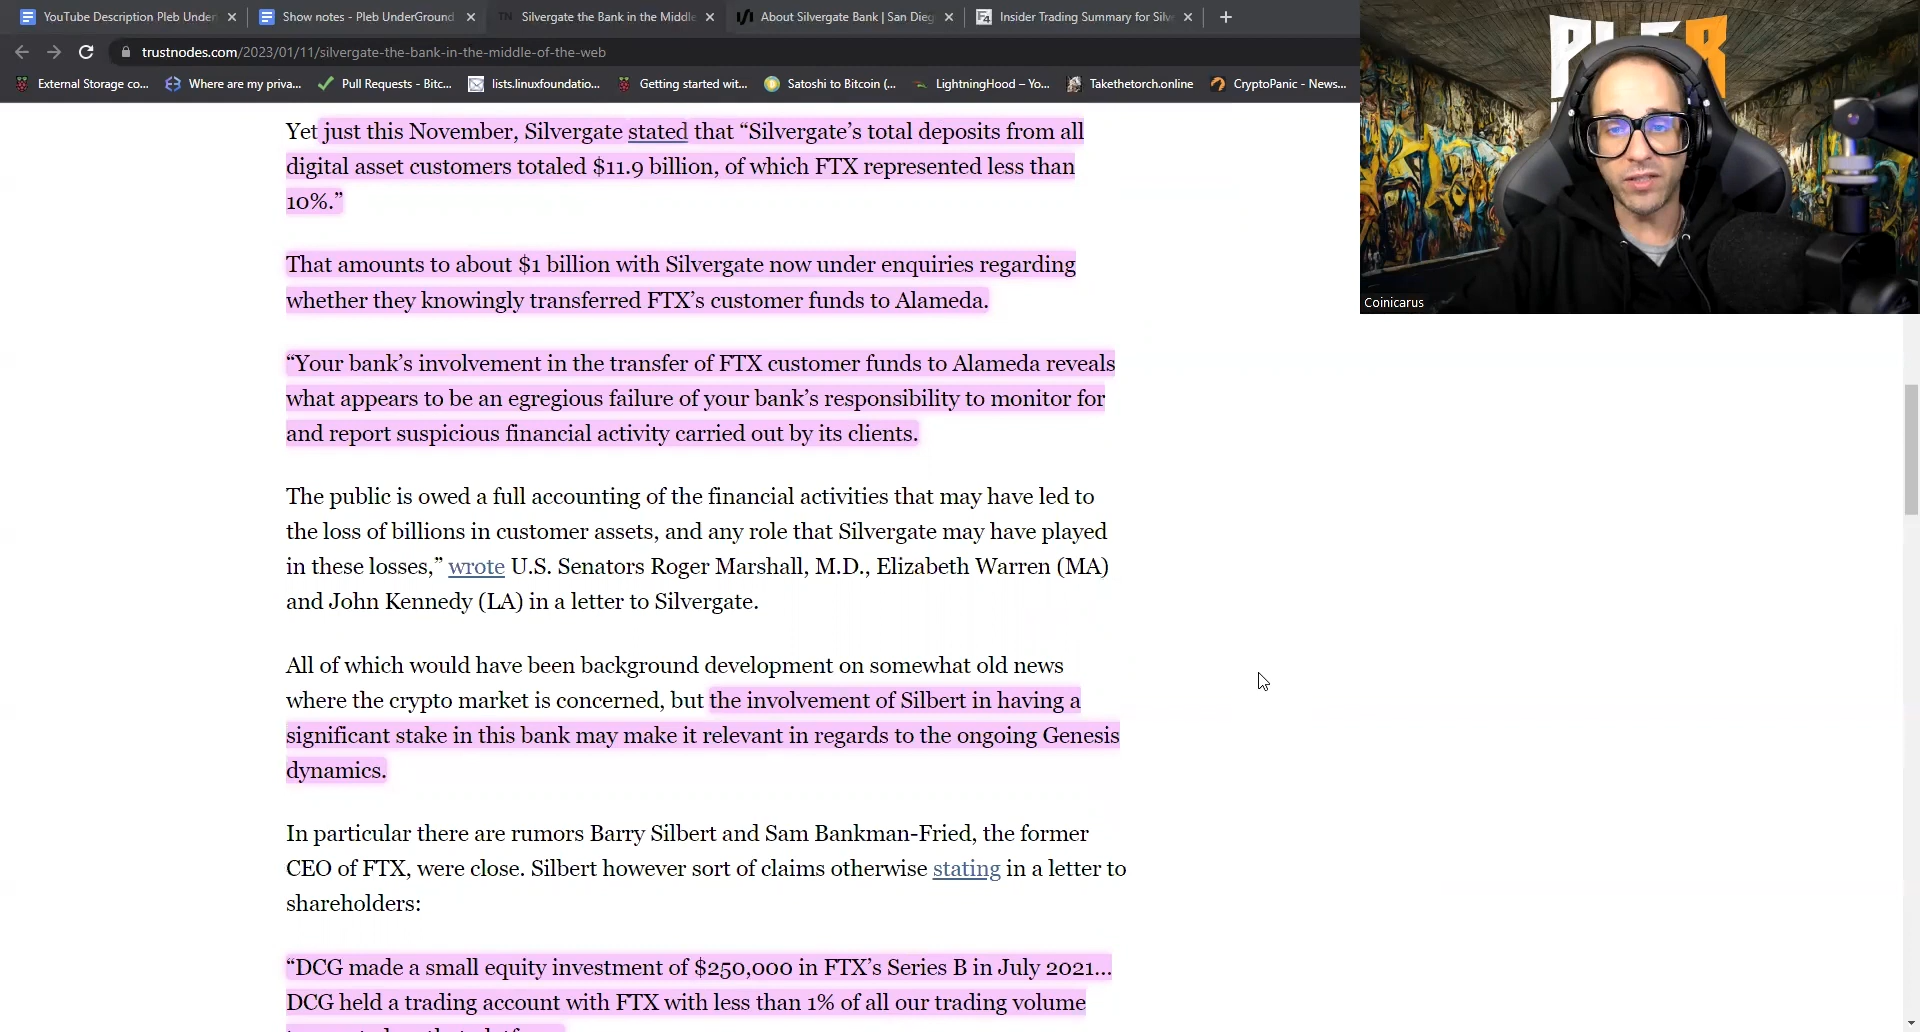 YouTube Description Pleb Under
Show notes - Pleb UnderGround
TN Silvergate the Bank in the Middle
About Silvergate Bank | San Dieg
F4 Insider Trading Summary for Silv
trustnodes.com/2023/01/11/silvergate-the-bank-in-the-middle-of-the-web
External Storage co...
Where are my priva...
Pull Requests - Bitc...
lists.linuxfoundatio...
Getting started wit...
Satoshi to Bitcoin (...
LightningHood – Yo...
Takethetorch.online
CryptoPanic - News...
Coinicarus
Yet just this November, Silvergate stated that “Silvergate’s total deposits from all
digital asset customers totaled $11.9 billion, of which FTX represented less than
10%.”
That amounts to about $1 billion with Silvergate now under enquiries regarding
whether they knowingly transferred FTX’s customer funds to Alameda.
“Your bank’s involvement in the transfer of FTX customer funds to Alameda reveals
what appears to be an egregious failure of your bank’s responsibility to monitor for
and report suspicious financial activity carried out by its clients.
The public is owed a full accounting of the financial activities that may have led to
the loss of billions in customer assets, and any role that Silvergate may have played
in these losses,” wrote U.S. Senators Roger Marshall, M.D., Elizabeth Warren (MA)
and John Kennedy (LA) in a letter to Silvergate.
All of which would have been background development on somewhat old news
where the crypto market is concerned, but the involvement of Silbert in having a
significant stake in this bank may make it relevant in regards to the ongoing Genesis
dynamics.
In particular there are rumors Barry Silbert and Sam Bankman-Fried, the former
CEO of FTX, were close. Silbert however sort of claims otherwise stating in a letter to
shareholders:
“DCG made a small equity investment of $250,000 in FTX’s Series B in July 2021...
DCG held a trading account with FTX with less than 1% of all our trading volume